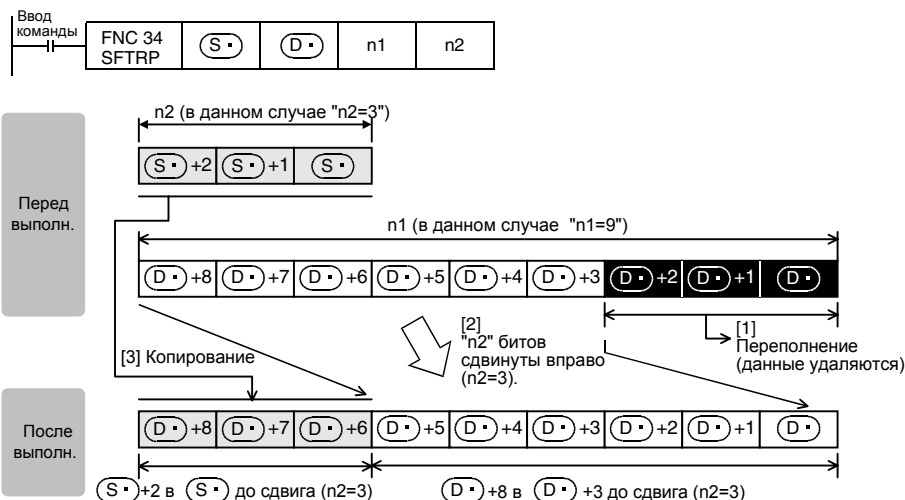 Ввод
команды
FNC 34
SFTRP
S· D· n1 n2
n2 (в данном случае "n2=3")
S· +2 S· +1 S·
Перед
выполн.
n1 (в данном случае "n1=9")
D· +8 D· +7 D· +6 D· +5 D· +4 D· +3 D· +2 D· +1 D·
[3] Копирование
[2]
"n2" битов
сдвинуты вправо
(n2=3).
[1]
Переполнение
(данные удаляются)
После
выполн.
D· +8 D· +7 D· +6 D· +5 D· +4 D· +3 D· +2 D· +1 D·
S· +2 в S· до сдвига (n2=3)
D· +8 в D· +3 до сдвига (n2=3)